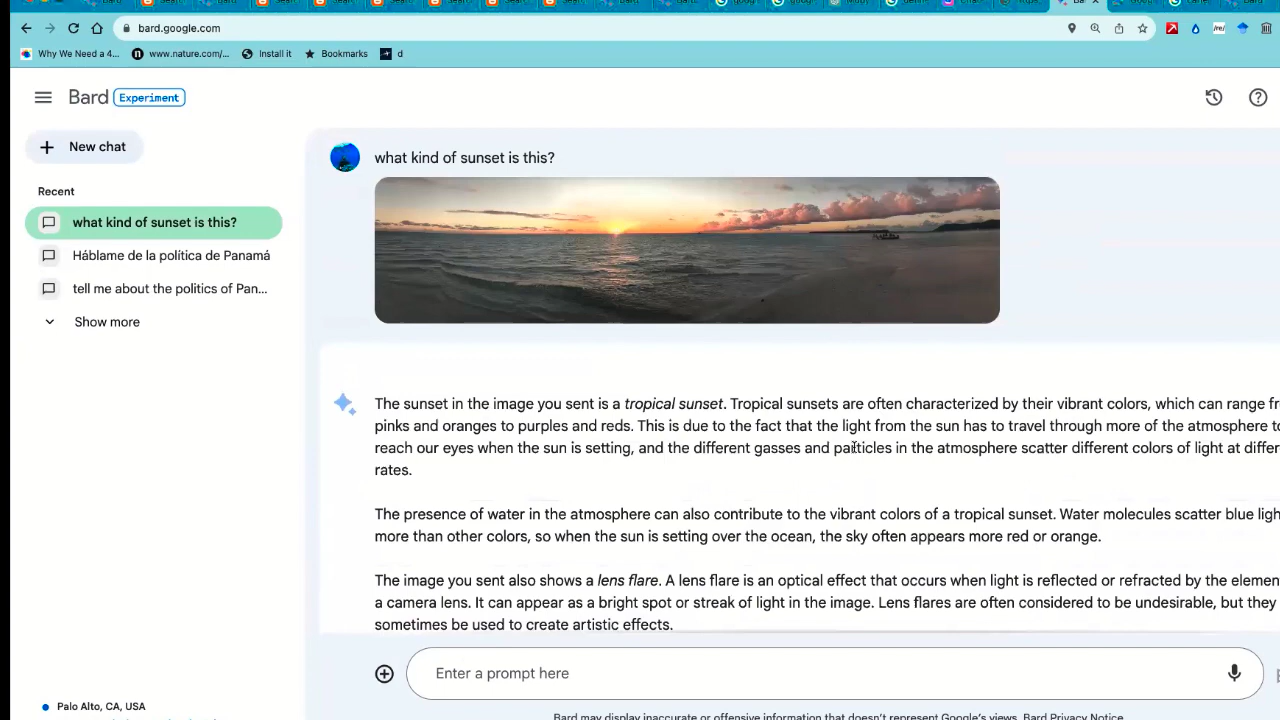 bard.google.com
Why We Need a 4...
www.nature.com/...
Install it
Bookmarks
d
Bard Experiment
New chat
Recent
what kind of sunset is this?
Háblame de la política de Panamá
tell me about the politics of Pan...
Show more
Palo Alto, CA, USA
what kind of sunset is this?
The sunset in the image you sent is a tropical sunset. Tropical sunsets are often characterized by their vibrant colors, which can range
pinks and oranges to purples and reds. This is due to the fact that the light from the sun has to travel through more of the atmosphere
reach our eyes when the sun is setting, and the different gasses and particles in the atmosphere scatter different colors of light at
rates.
The presence of water in the atmosphere can also contribute to the vibrant colors of a tropical sunset. Water molecules scatter blue
more than other colors, so when the sun is setting over the ocean, the sky often appears more red or orange.
The image you sent also shows a lens flare. A lens flare is an optical effect that occurs when light is reflected or refracted by the
a camera lens. It can appear as a bright spot or streak of light in the image. Lens flares are often considered to be undesirable, but they
sometimes be used to create artistic effects.
Enter a prompt here
Bard may display inaccurate or offensive information that doesn't represent Google's views. Bard Privacy Notice